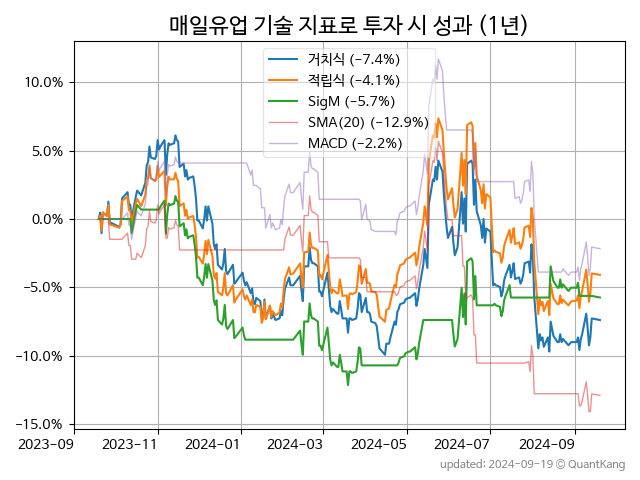 매일유업 기술 지표로 투자 시 성과 (1년)
거치식 (−7.4%)
적립식 (−4.1%)
SigM (−5.7%)
SMA(20) (−12.9%)
MACD (−2.2%)
10.0%
5.0%
0.0%
−5.0%
−10.0%
−15.0%
2023-09 2023-11 2024-01 2024-03 2024-05 2024-07 2024-09
updated: 2024-09-19 © QuantKang